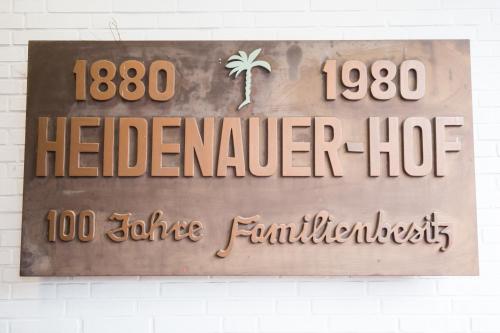 1880 1980
HEIDENAUER-HOF
100 Jahre Familienbesitz